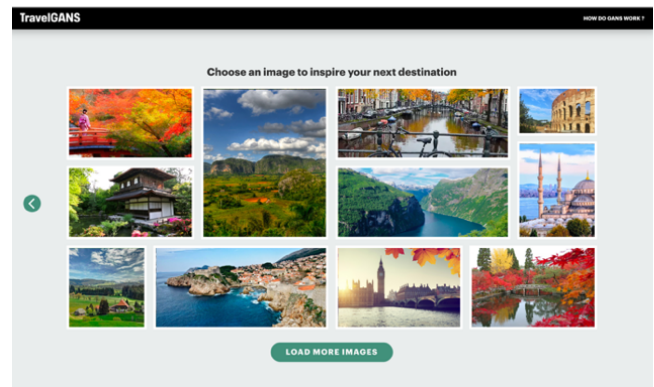 TravelGANS
HOW DO GANS WORK ?
Choose an image to inspire your next destination
LOAD MORE IMAGES